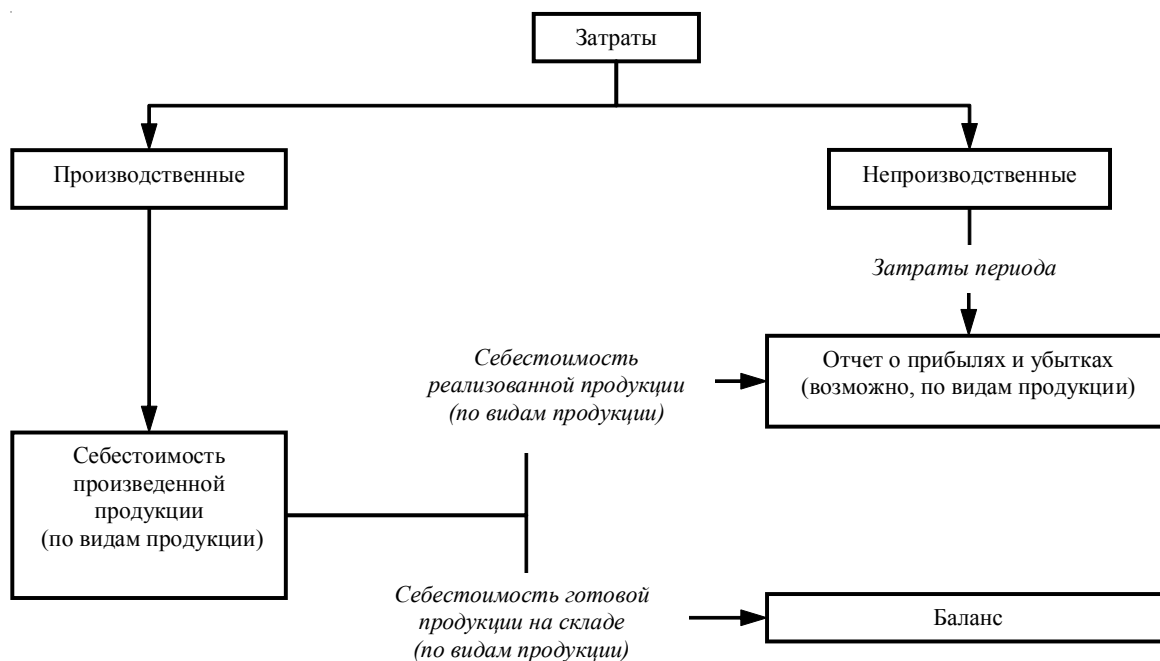 Затраты
Производственные
Непроизводственные
Затраты периода
Себестоимость
реализованной продукции
(по видам продукции)
Отчет о прибылях и убытках
(возможно, по видам продукции)
Себестоимость
произведенной
продукции
(по видам продукции)
Себестоимость готовой
продукции на складе
(по видам продукции)
Баланс